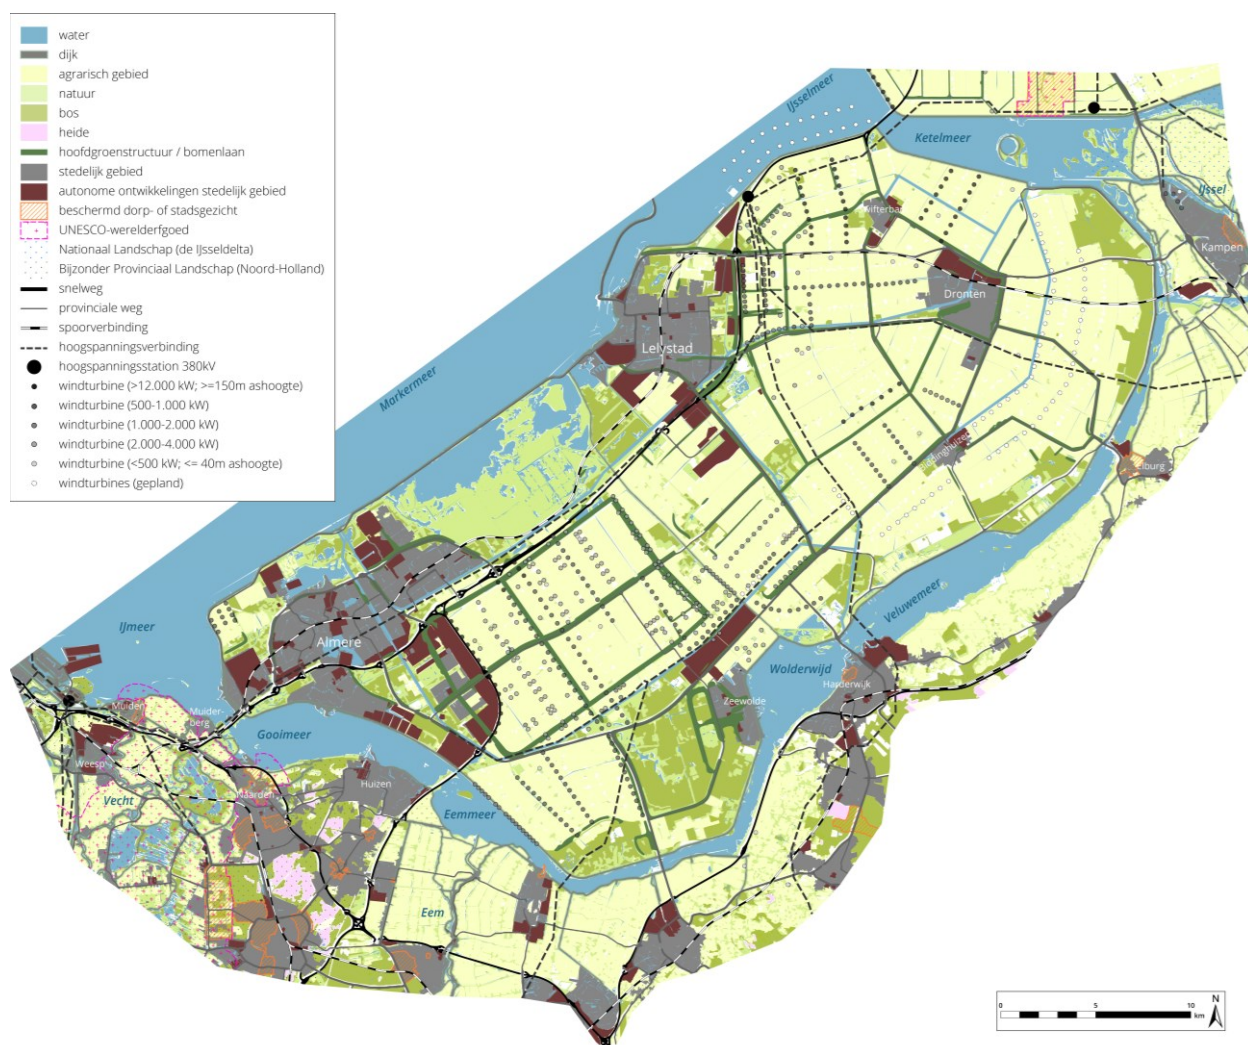 water
dijk
agrarisch gebied
natuur
bos
heide
hoofdgroenstructuur / bomenlaan
stedelijk gebied
autonome ontwikkelingen stedelijk gebied
beschermd dorp- of stadsgezicht
UNESCO-werelderfgoed
Nationaal Landschap (de IJsseldelta)
Bijzonder Provinciaal Landschap (Noord-Holland)
snelweg
provinciale weg
spoorverbinding
hoogspanningsverbinding
hoogspanningsstation 380kV
windturbine (>12.000 kW; >=150m ashoogte)
windturbine (500-1.000 kW)
windturbine (1.000-2.000 kW)
windturbine (2.000-4.000 kW)
windturbine (<500 kW; <= 40m ashoogte)
windturbines (gepland)
IJsselmeer
Ketelmeer
IJssel
Kampen
Dronten
Lelystad
Markermeer
Biddinghuizen
Elburg
Veluwemeer
IJmeer
Almere
Wolderwijd
Harderwijk
Zeewolde
Muiden
Muider-
berg
Gooimeer
Weesp
Huizen
Naarden
Vecht
Eemmeer
Eem
0 5 10
km
N